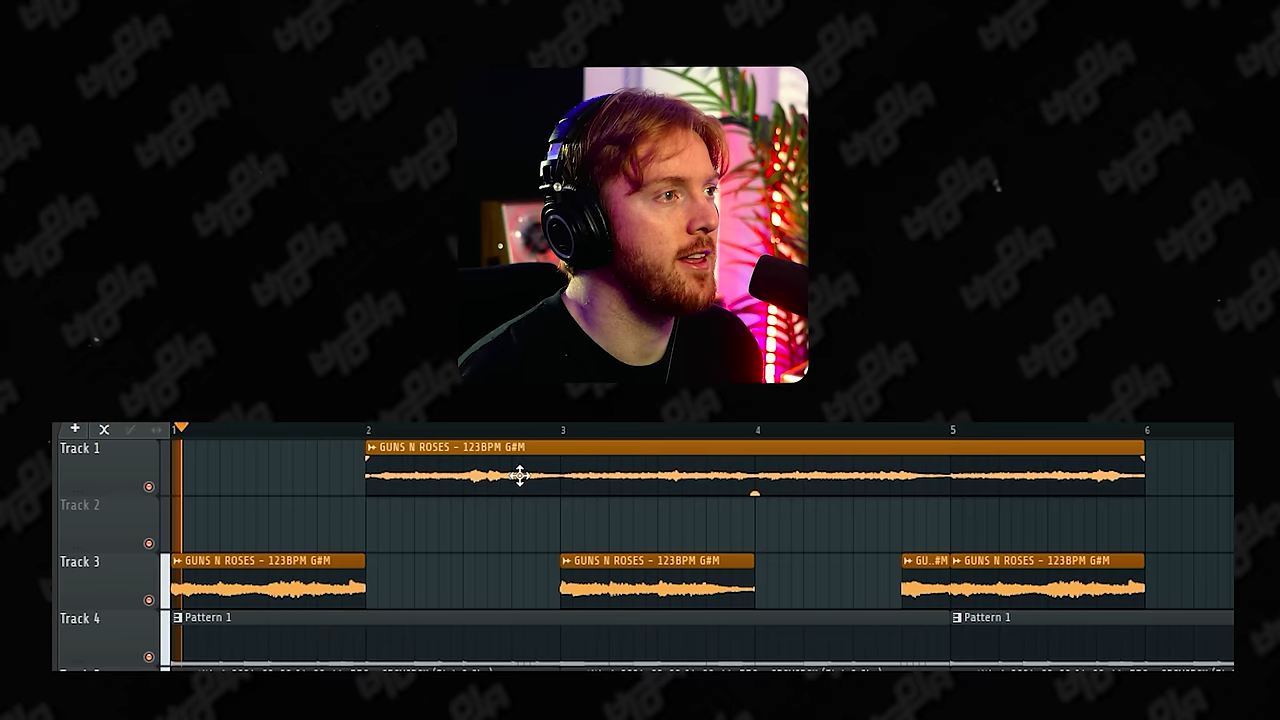 1 2 3 4 5 6
Track 1
GUNS N ROSES - 123BPM G#M
Track 2
Track 3
GUNS N ROSES - 123BPM G#M
GUNS N ROSES - 123BPM G#M
GU..#M
GUNS N ROSES - 123BPM G#M
Track 4
Pattern 1
Pattern 1